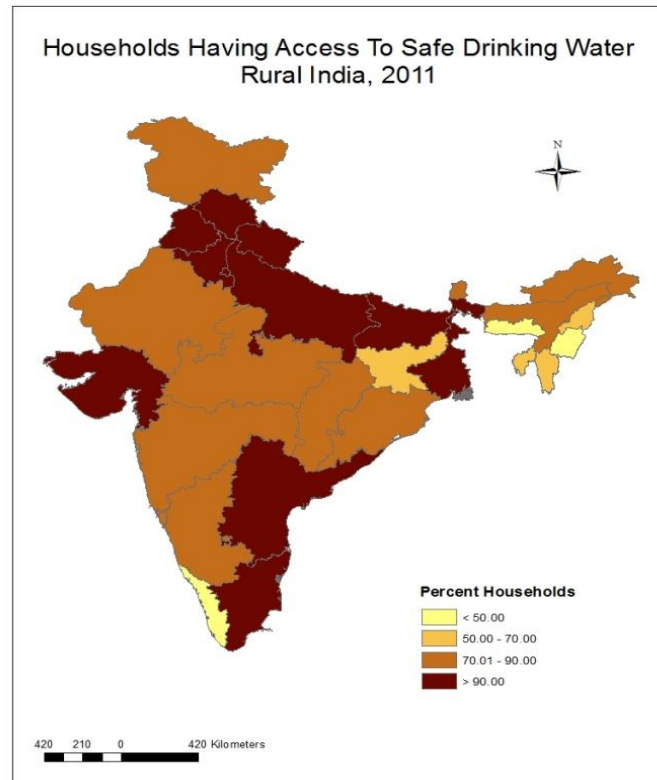 Households Having Access To Safe Drinking Water
Rural India, 2011
N
Percent Households
< 50.00
50.00 - 70.00
70.01 - 90.00
> 90.00
420 210 0 420 Kilometers